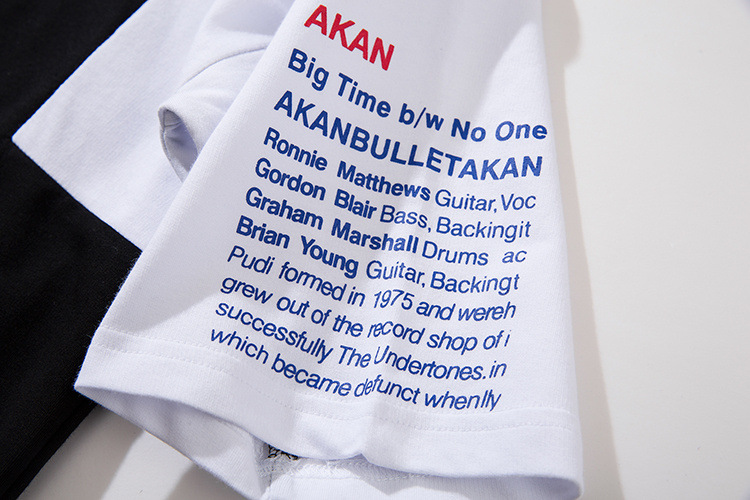 AKAN
Big Time b/w No One
AKANBULLETAKAN
Ronnie Matthews Guitar, Voc
Gordon Blair Bass, Backingit
Graham Marshall Drums ac
Brian Young Guitar, Backingt
Pudi formed in 1975 and wereh
grew out of the record shop of i
successfully The Undertones. in
which became defunct whenlly